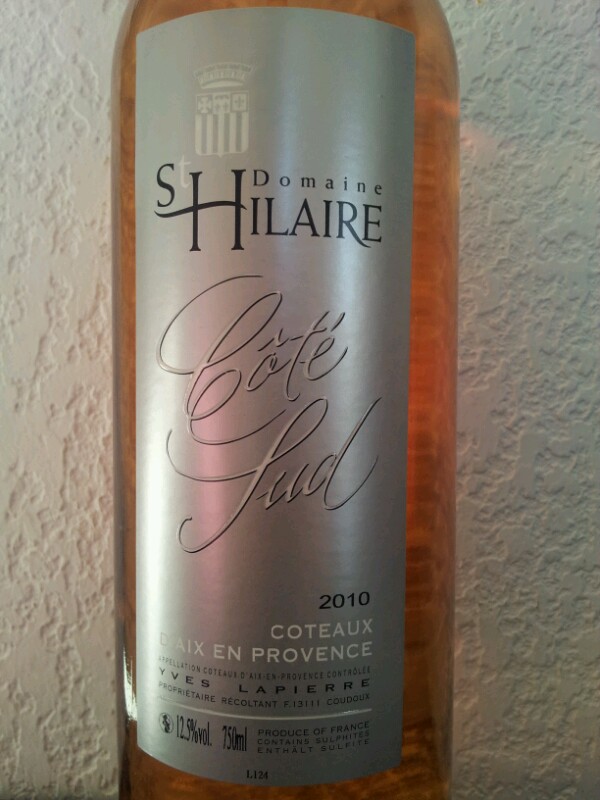 Domaine
St HILAIRE
Côté
Sud
2010
COTEAUX
D'AIX EN PROVENCE
APPELLATION COTEAUX D'AIX-EN-PROVENCE CONTRÔLÉE
YVES LAPIERRE
PROPRIÉTAIRE RÉCOLTANT F.13111 COUDOUX
12.5%vol. 750ml
PRODUCE OF FRANCE
CONTAINS SULPHITES
ENTHÄLT SULFITE
L124